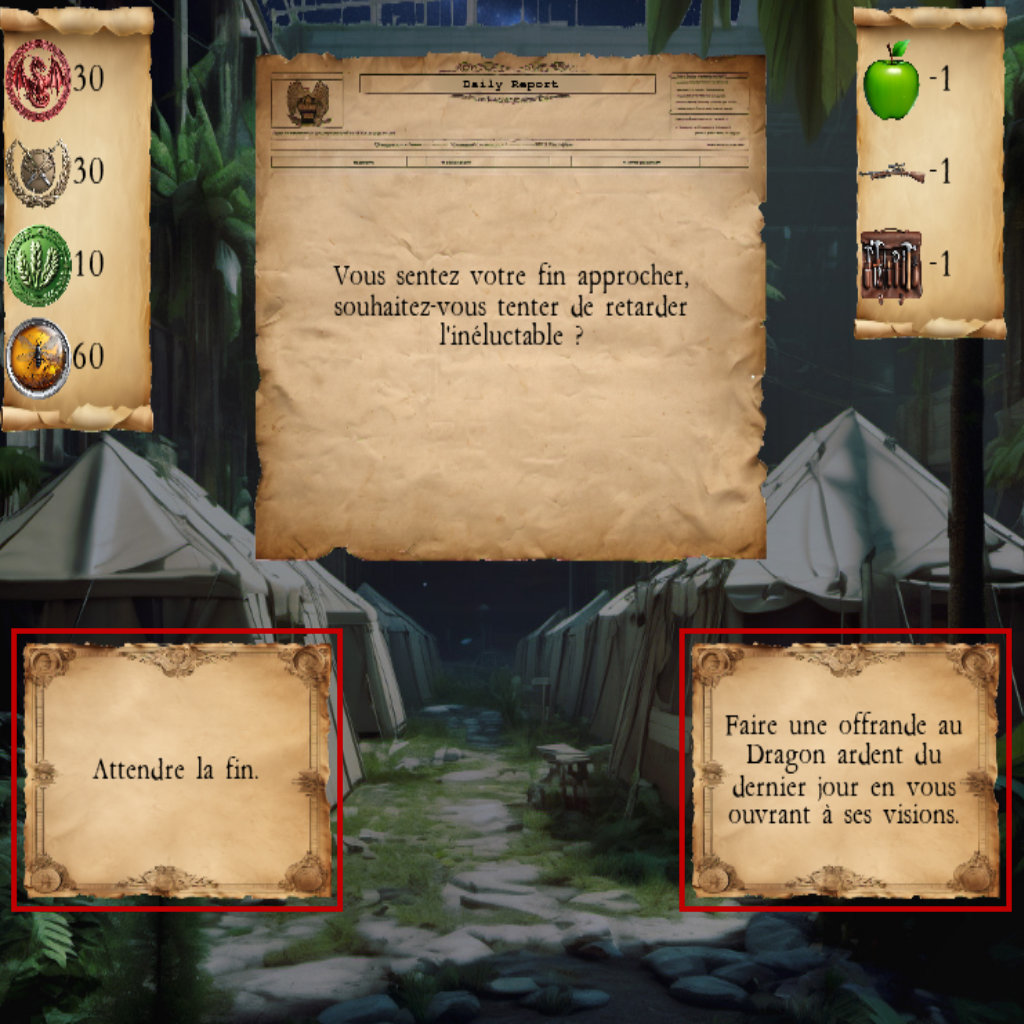 30
30
10
60
Daily Report
Vous sentez votre fin approcher,
souhaitez-vous tenter de retarder
l'inéluctable ?
-1
-1
-1
Attendre la fin.
Faire une offrande au
Dragon ardent du
dernier jour en vous
ouvrant à ses visions.